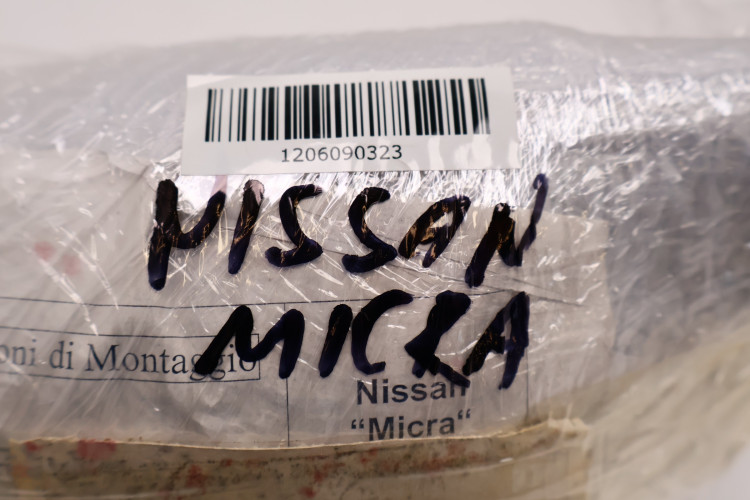 1206090323
NISSAN
MICRA
oni di Montaggio
Nissan
“Micra“